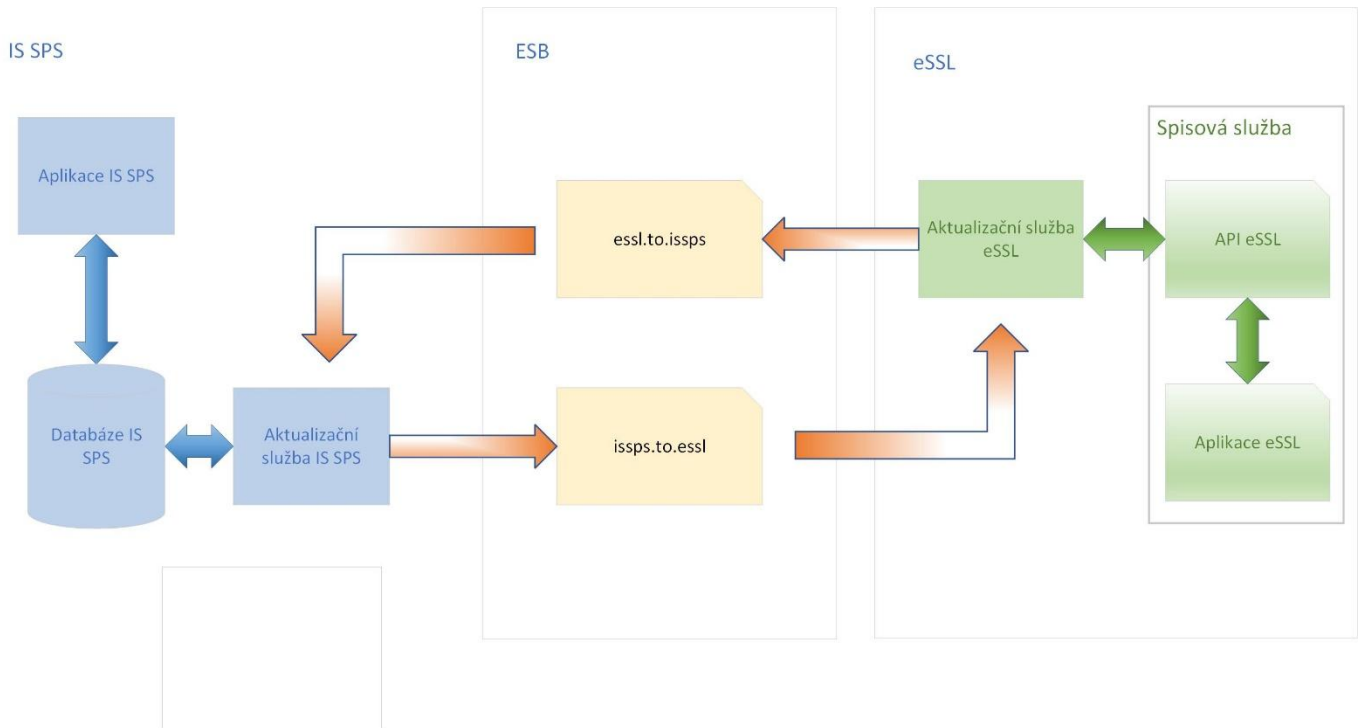 IS SPS
ESB
eSSL
Spisová služba
Aplikace IS SPS
essl.to.issps
Aktualizační služba
eSSL
API eSSL
Databáze IS
SPS
Aktualizační
služba IS SPS
issps.to.essl
Aplikace eSSL